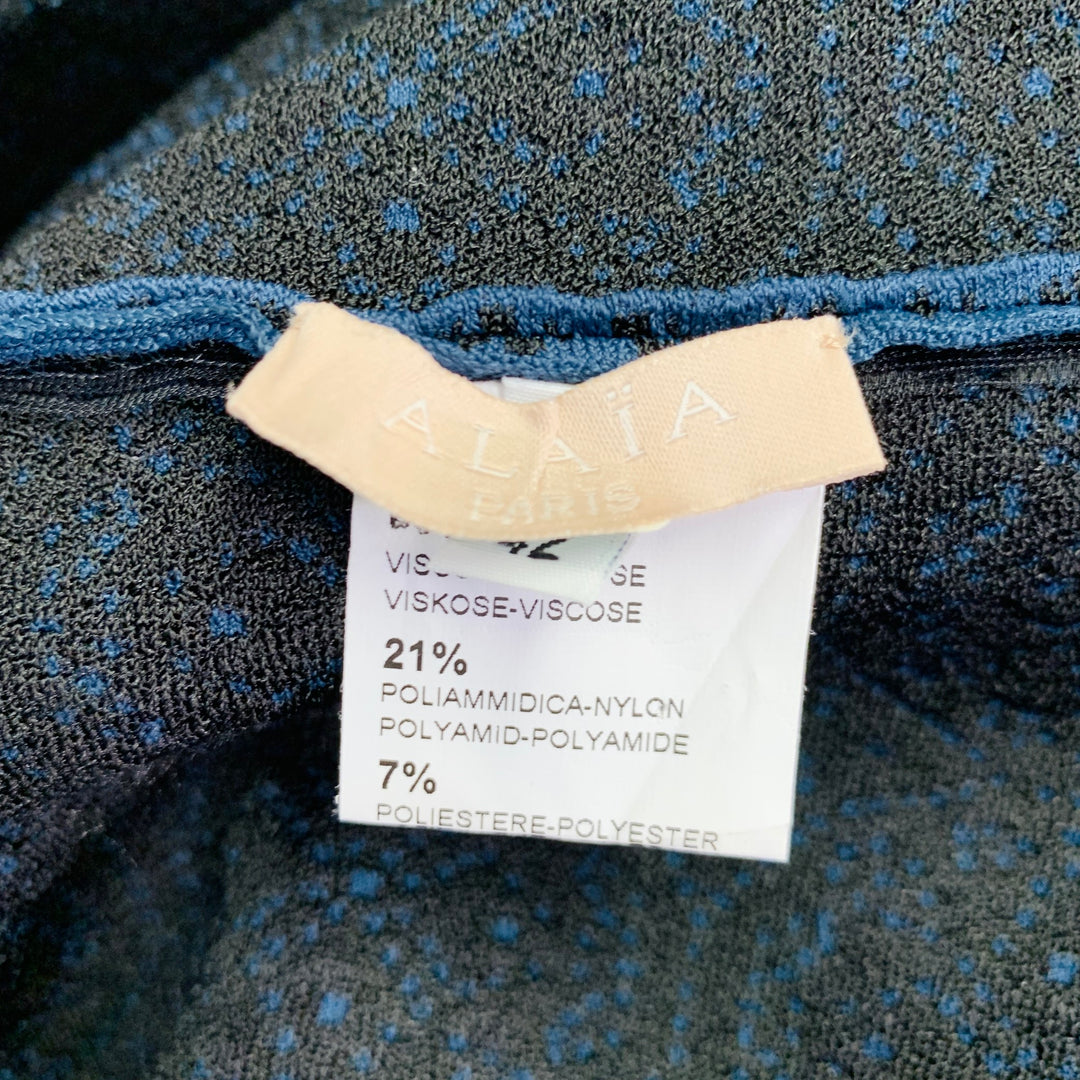 ALAÏA
PARIS
42
VISKOSE-VISCOSE
21%
POLIAMMIDICA-NYLON
POLYAMID-POLYAMIDE
7%
POLIESTERE-POLYESTER